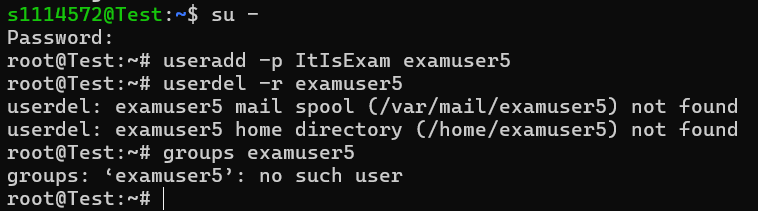 s1114572@Test:~$ su -
Password:
root@Test:~# useradd -p ItIsExam examuser5
root@Test:~# userdel -r examuser5
userdel: examuser5 mail spool (/var/mail/examuser5) not found
userdel: examuser5 home directory (/home/examuser5) not found
root@Test:~# groups examuser5
groups: ‘examuser5’: no such user
root@Test:~#